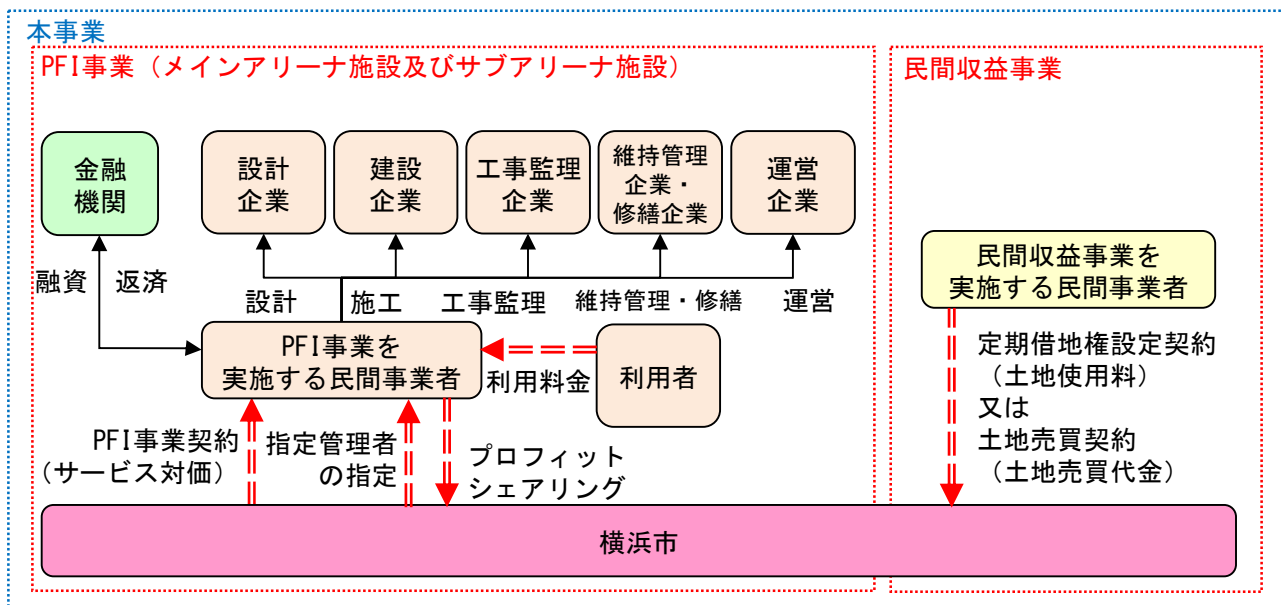 本事業
PFI事業（メインアリーナ施設及びサブアリーナ施設）
民間収益事業
金融
機関
設計
企業
建設
企業
工事監理
企業
維持管理
企業・
修繕企業
運営
企業
民間収益事業を
実施する民間事業者
融資
返済
設計
施工
工事監理
維持管理・修繕
運営
PFI事業を
実施する民間事業者
利用料金
利用者
定期借地権設定契約
（土地使用料）
又は
土地売買契約
（土地売買代金）
PFI事業契約
（サービス対価）
指定管理者
の指定
プロフィット
シェアリング
横浜市